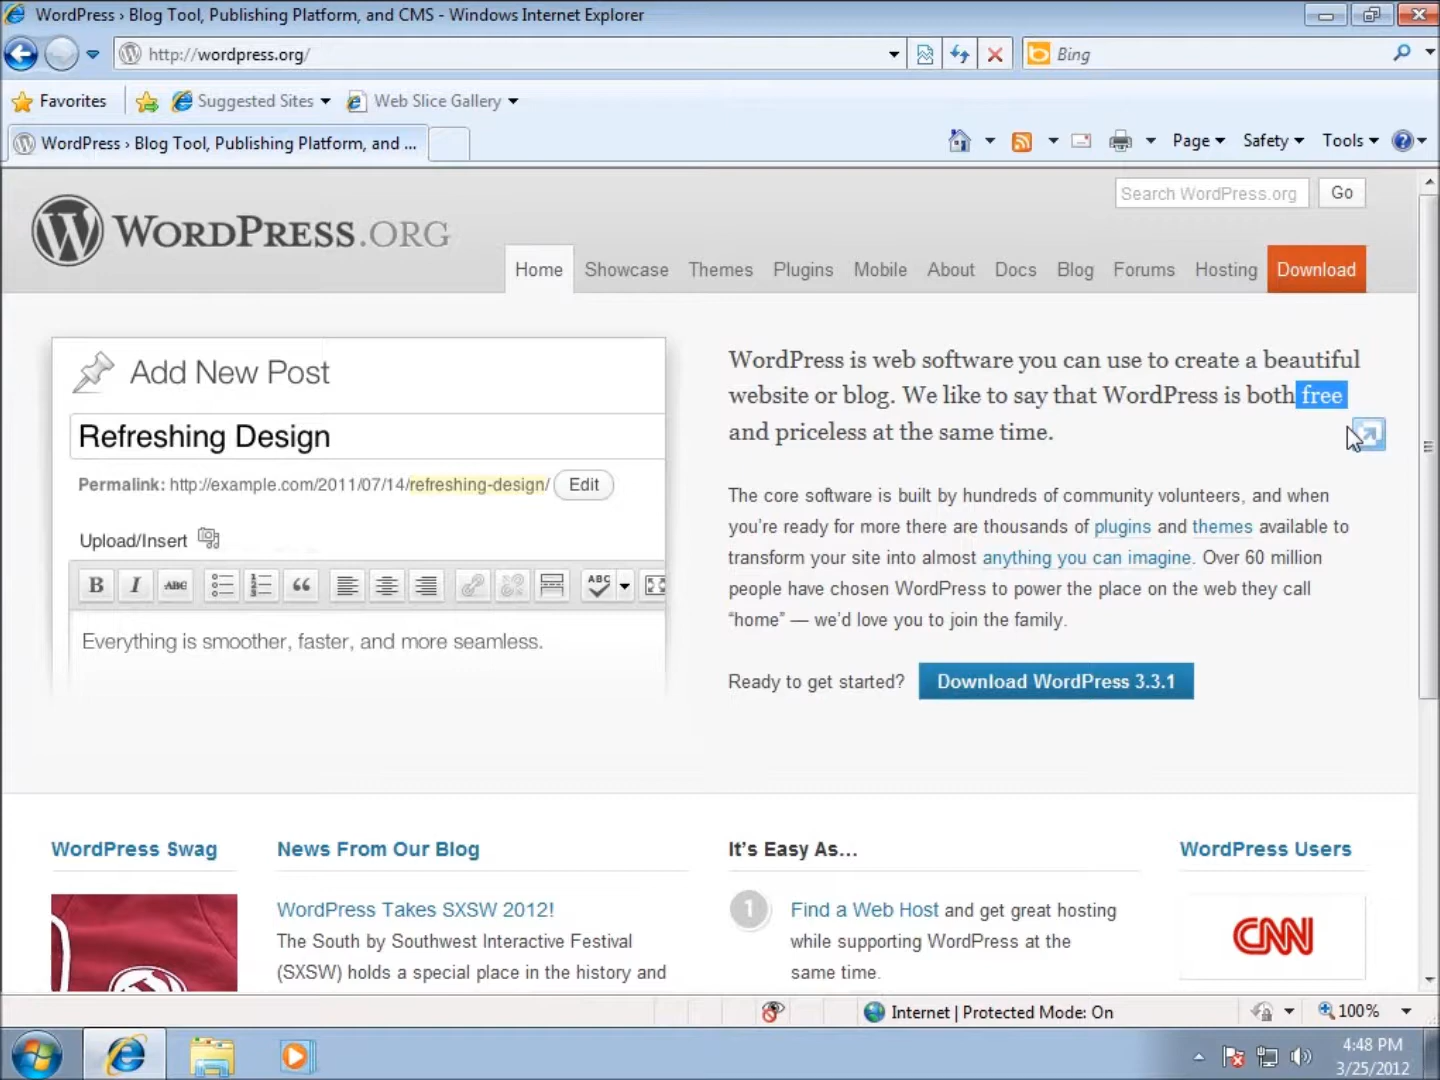 WordPress › Blog Tool, Publishing Platform, and CMS - Windows Internet Explorer
http://wordpress.org/
Bing
Favorites
Suggested Sites
Web Slice Gallery
WordPress › Blog Tool, Publishing Platform, and ...
Page
Safety
Tools
Search WordPress.org
Go
WORDPRESS.ORG
Home
Showcase
Themes
Plugins
Mobile
About
Docs
Blog
Forums
Hosting
Download
Add New Post
Refreshing Design
Permalink: http://example.com/2011/07/14/refreshing-design/
Edit
Upload/Insert
B
I
ABC
ABC
Everything is smoother, faster, and more seamless.
WordPress is web software you can use to create a beautiful
website or blog. We like to say that WordPress is both free
and priceless at the same time.
The core software is built by hundreds of community volunteers, and when
you’re ready for more there are thousands of plugins and themes available to
transform your site into almost anything you can imagine. Over 60 million
people have chosen WordPress to power the place on the web they call
“home” — we’d love you to join the family.
Ready to get started?
Download WordPress 3.3.1
WordPress Swag
News From Our Blog
WordPress Takes SXSW 2012!
The South by Southwest Interactive Festival
(SXSW) holds a special place in the history and
It’s Easy As…
1
Find a Web Host and get great hosting
while supporting WordPress at the
same time.
WordPress Users
CNN
Internet | Protected Mode: On
100%
4:48 PM
3/25/2012